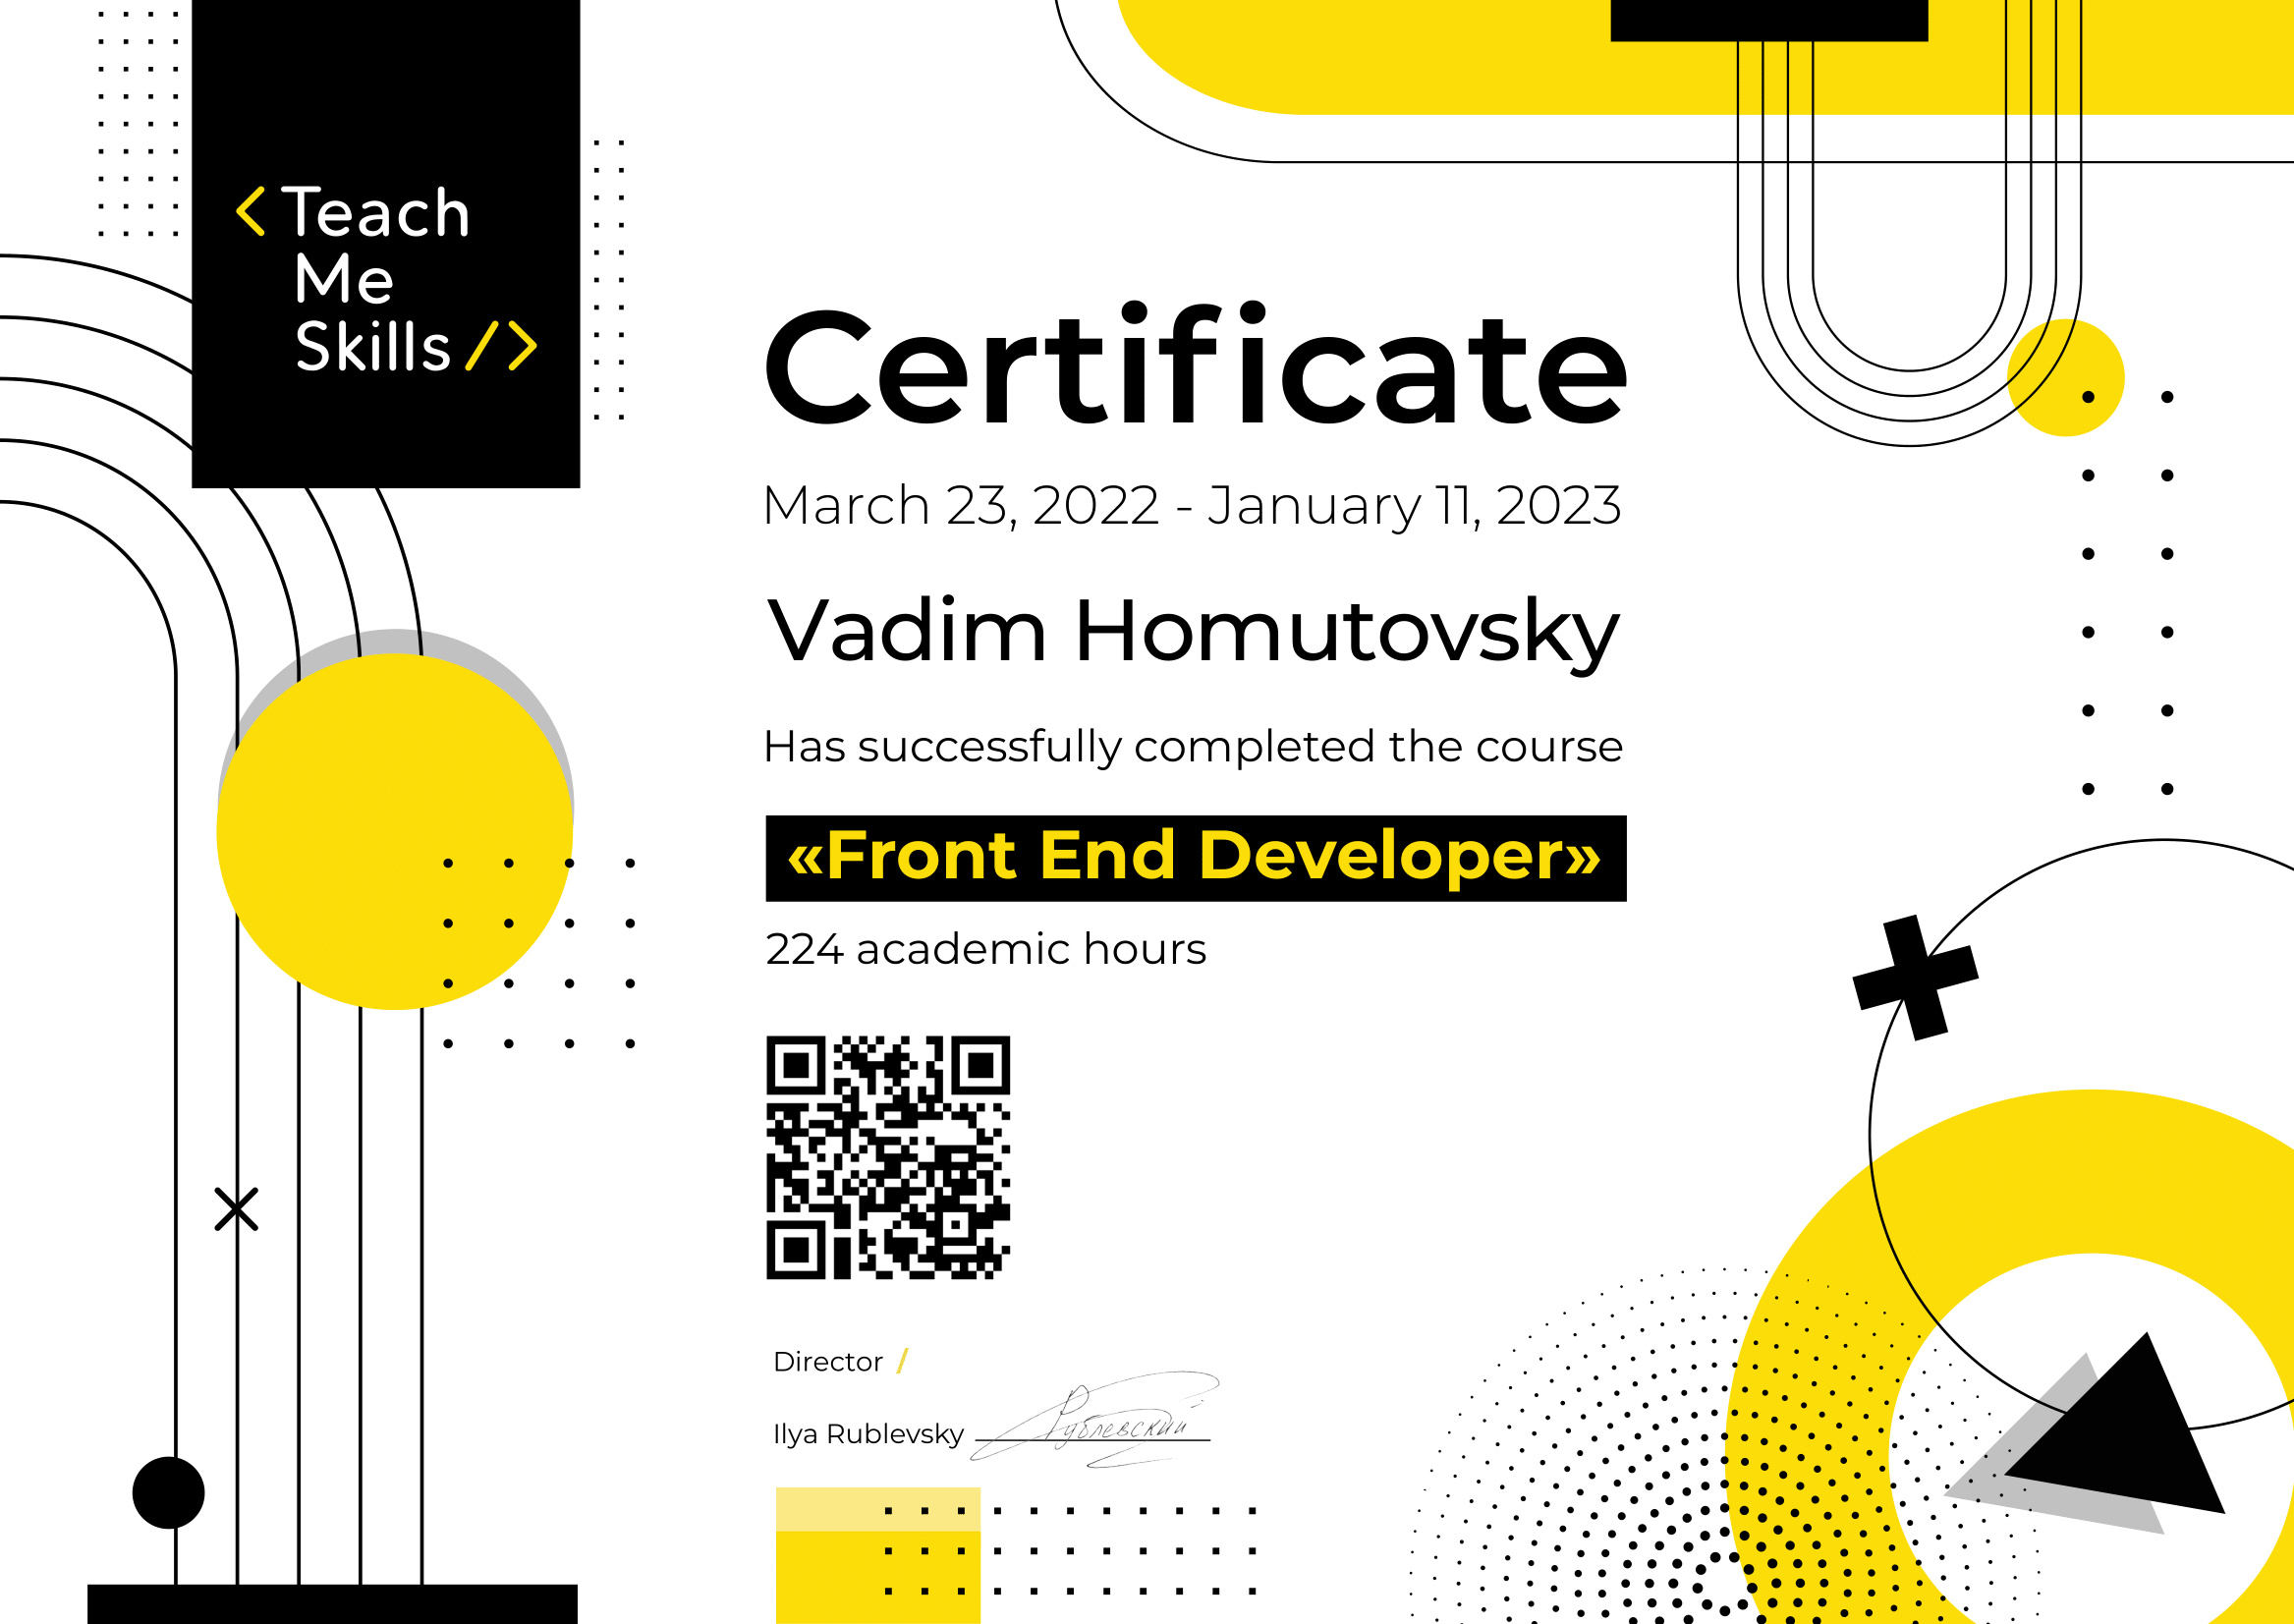 <Teach
Me
Skills/>
Certificate
March 23, 2022 - January 11, 2023
Vadim Homutovsky
Has successfully completed the course
«Front End Developer»
224 academic hours
Director /
Ilya Rublevsky Рублевский